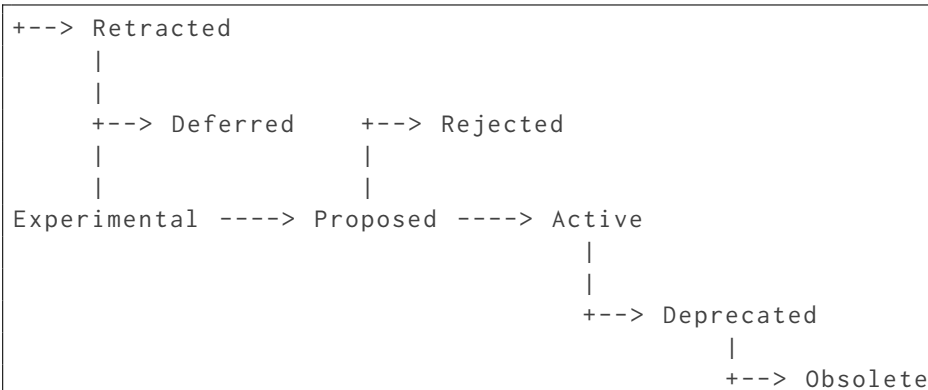 +--> Retracted
      |
      |
      +--> Deferred    +--> Rejected
      |                |
      |                |
Experimental ----> Proposed ----> Active
                                    |
                                    |
                                    +--> Deprecated
                                              |
                                              +--> Obsolete